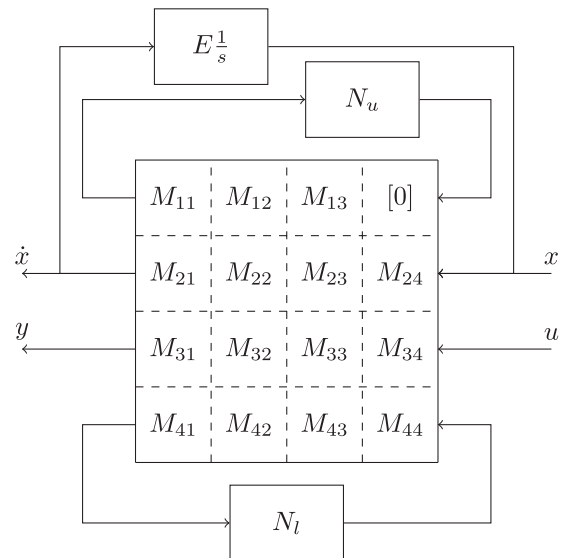 E 1/s
N_u
M_11 M_12 M_13 [0]
ẋ x
M_21 M_22 M_23 M_24
y u
M_31 M_32 M_33 M_34
M_41 M_42 M_43 M_44
N_l